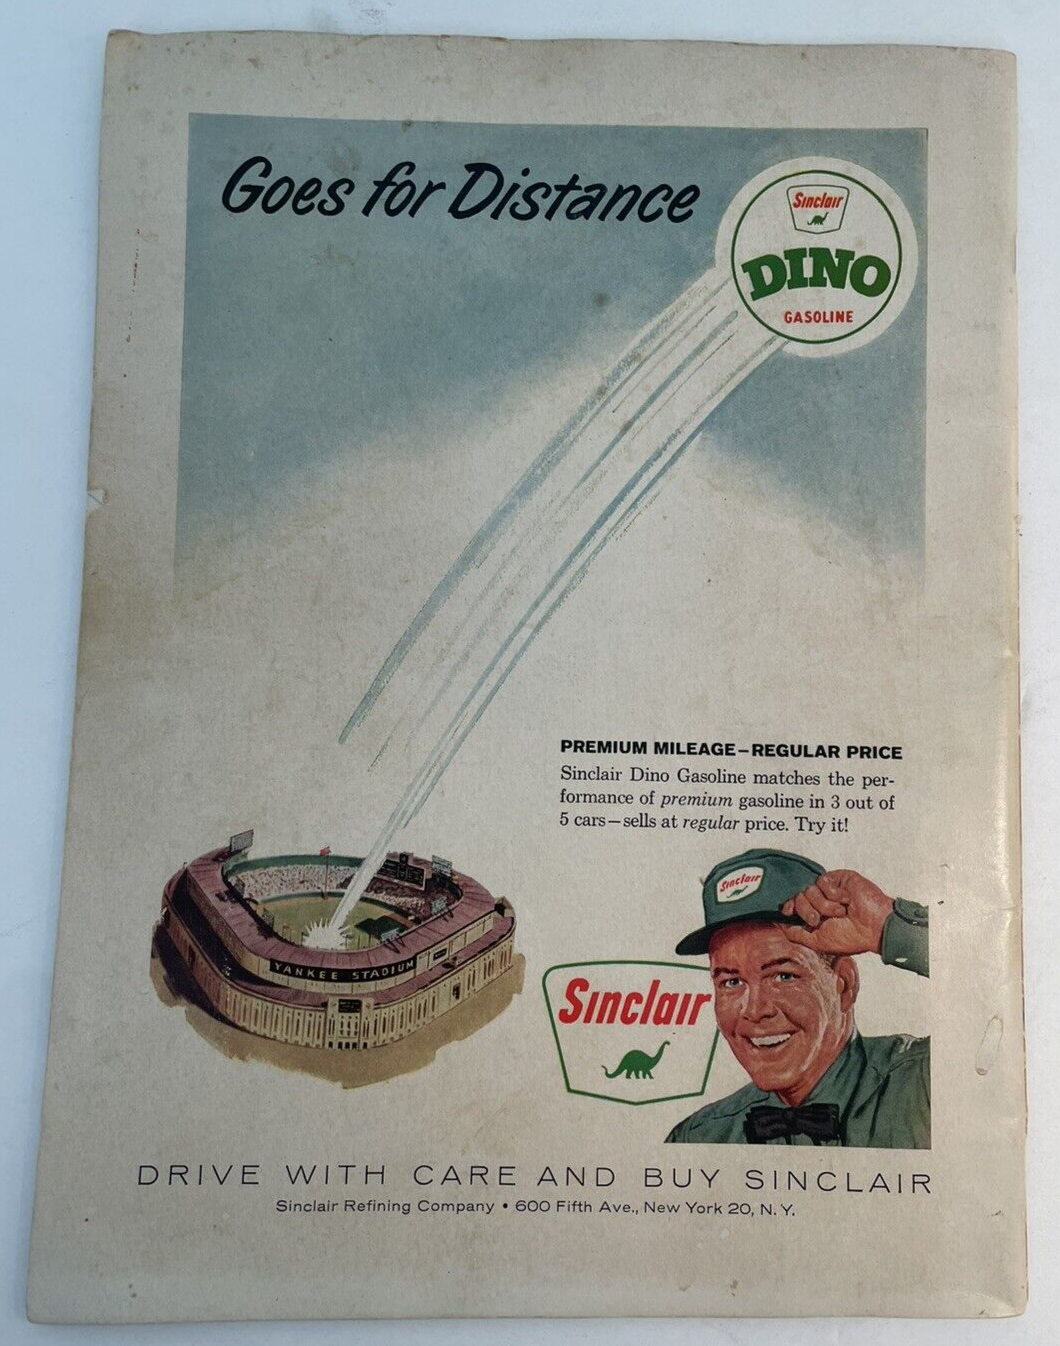 Goes for Distance
Sinclair
DINO
GASOLINE
PREMIUM MILEAGE–REGULAR PRICE
Sinclair Dino Gasoline matches the per-
formance of premium gasoline in 3 out of
5 cars—sells at regular price. Try it!
YANKEE STADIUM
Sinclair
Sinclair
DRIVE WITH CARE AND BUY SINCLAIR
Sinclair Refining Company • 600 Fifth Ave., New York 20, N. Y.